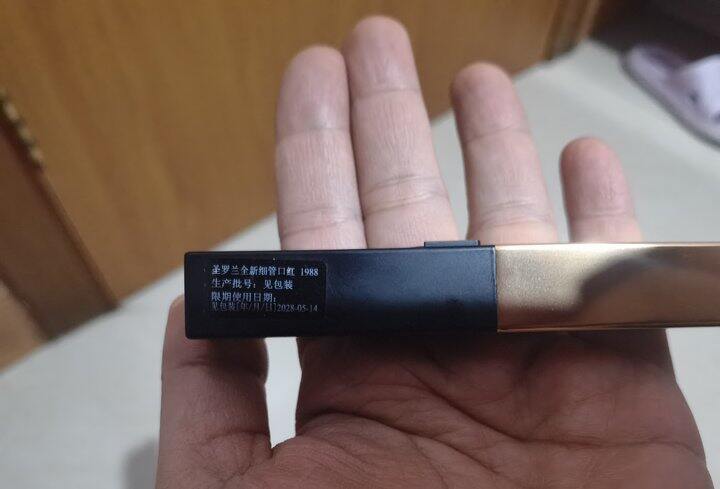 圣罗兰全新细管口红 1988
生产批号：见包装
限期使用日期：
见包装[年/月/日]2028-05-14